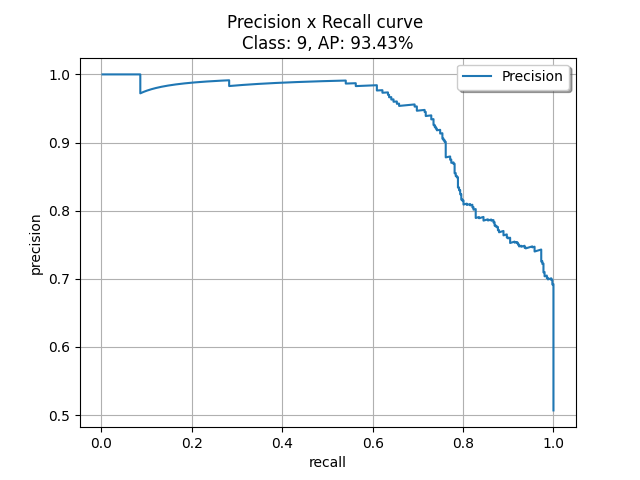 Precision x Recall curve
Class: 9, AP: 93.43%
Precision
1.0
0.9
0.8
0.7
0.6
0.5
precision
0.0 0.2 0.4 0.6 0.8 1.0
recall